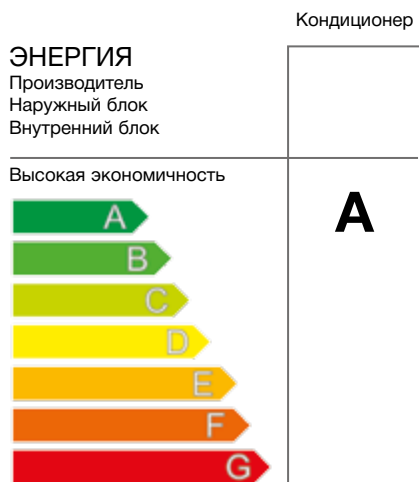 Кондиционер
ЭНЕРГИЯ
Производитель
Наружный блок
Внутренний блок
Высокая экономичность
A
A
B
C
D
E
F
G